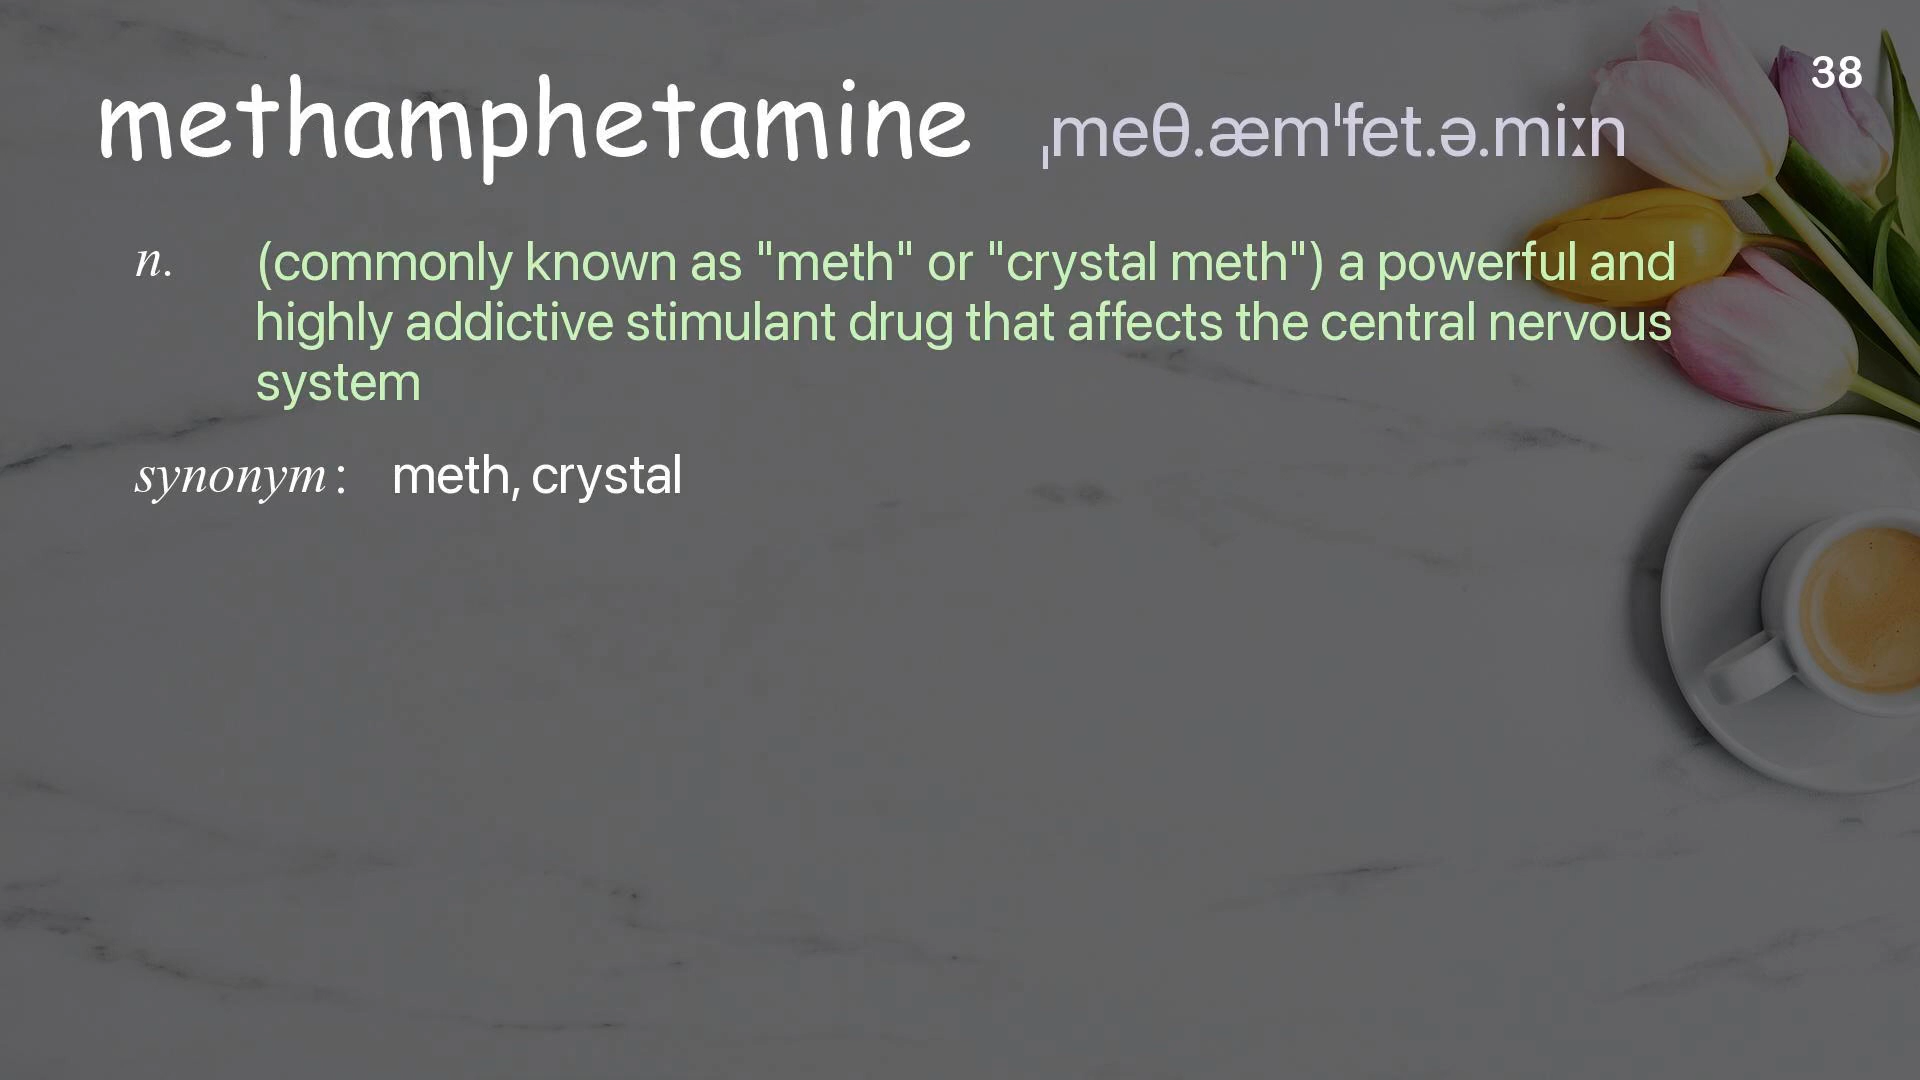 38
methamphetamine ˌmeθ.æmˈfet.ə.miːn
n. (commonly known as "meth" or "crystal meth") a powerful and
highly addictive stimulant drug that affects the central nervous
system
synonym: meth, crystal